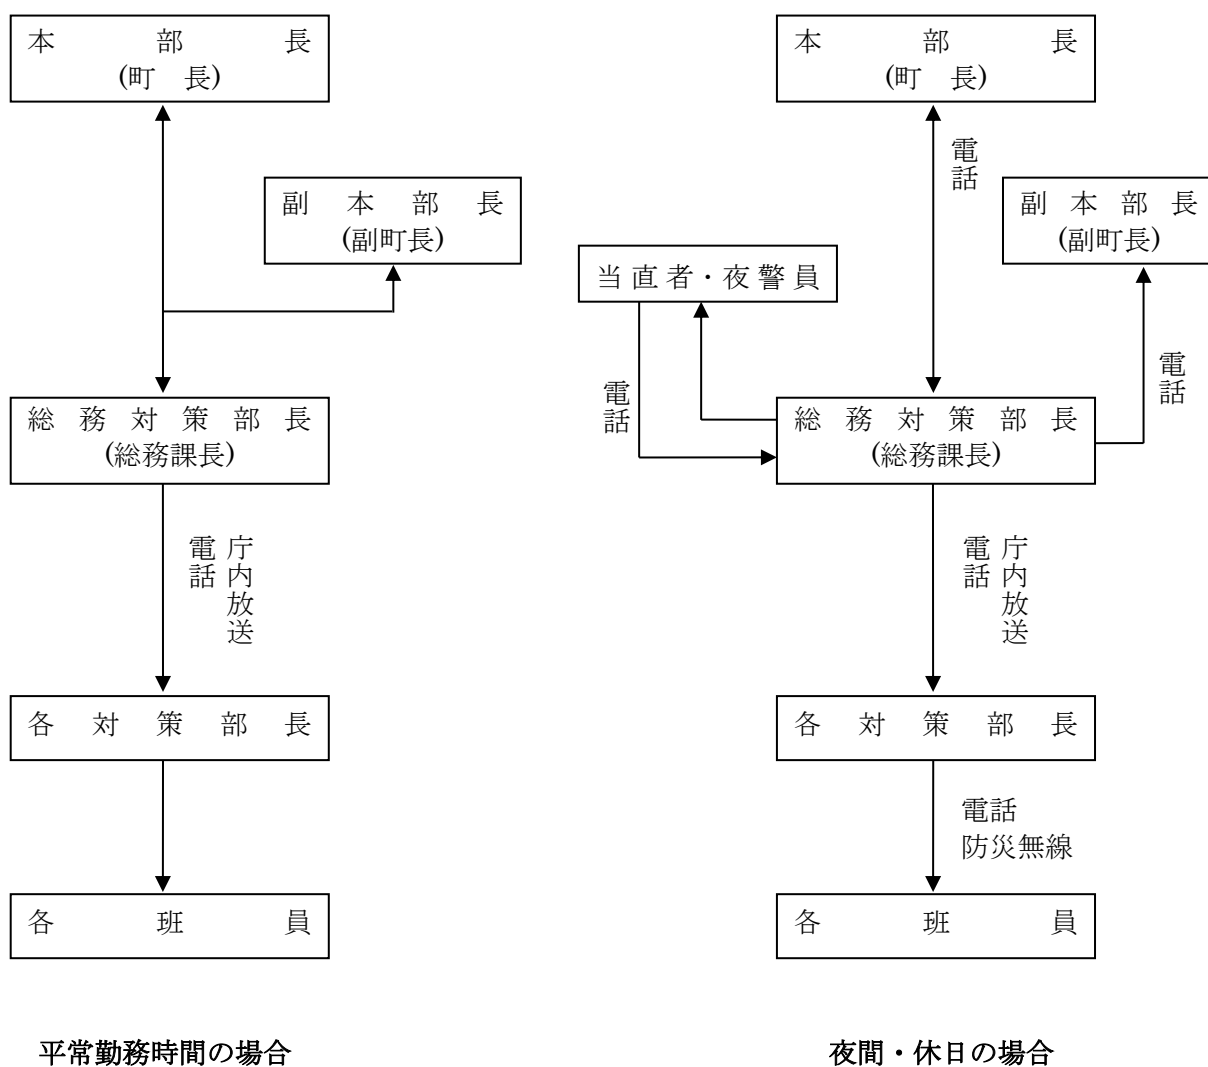 本部長
(町　長)
副本部長
(副町長)
総務対策部長
(総務課長)
庁内放送
電話
各対策部長
各班員
平常勤務時間の場合
本部長
(町　長)
電話
副本部長
(副町長)
当直者・夜警員
電話
電話
総務対策部長
(総務課長)
庁内放送
電話
各対策部長
電話
防災無線
各班員
夜間・休日の場合